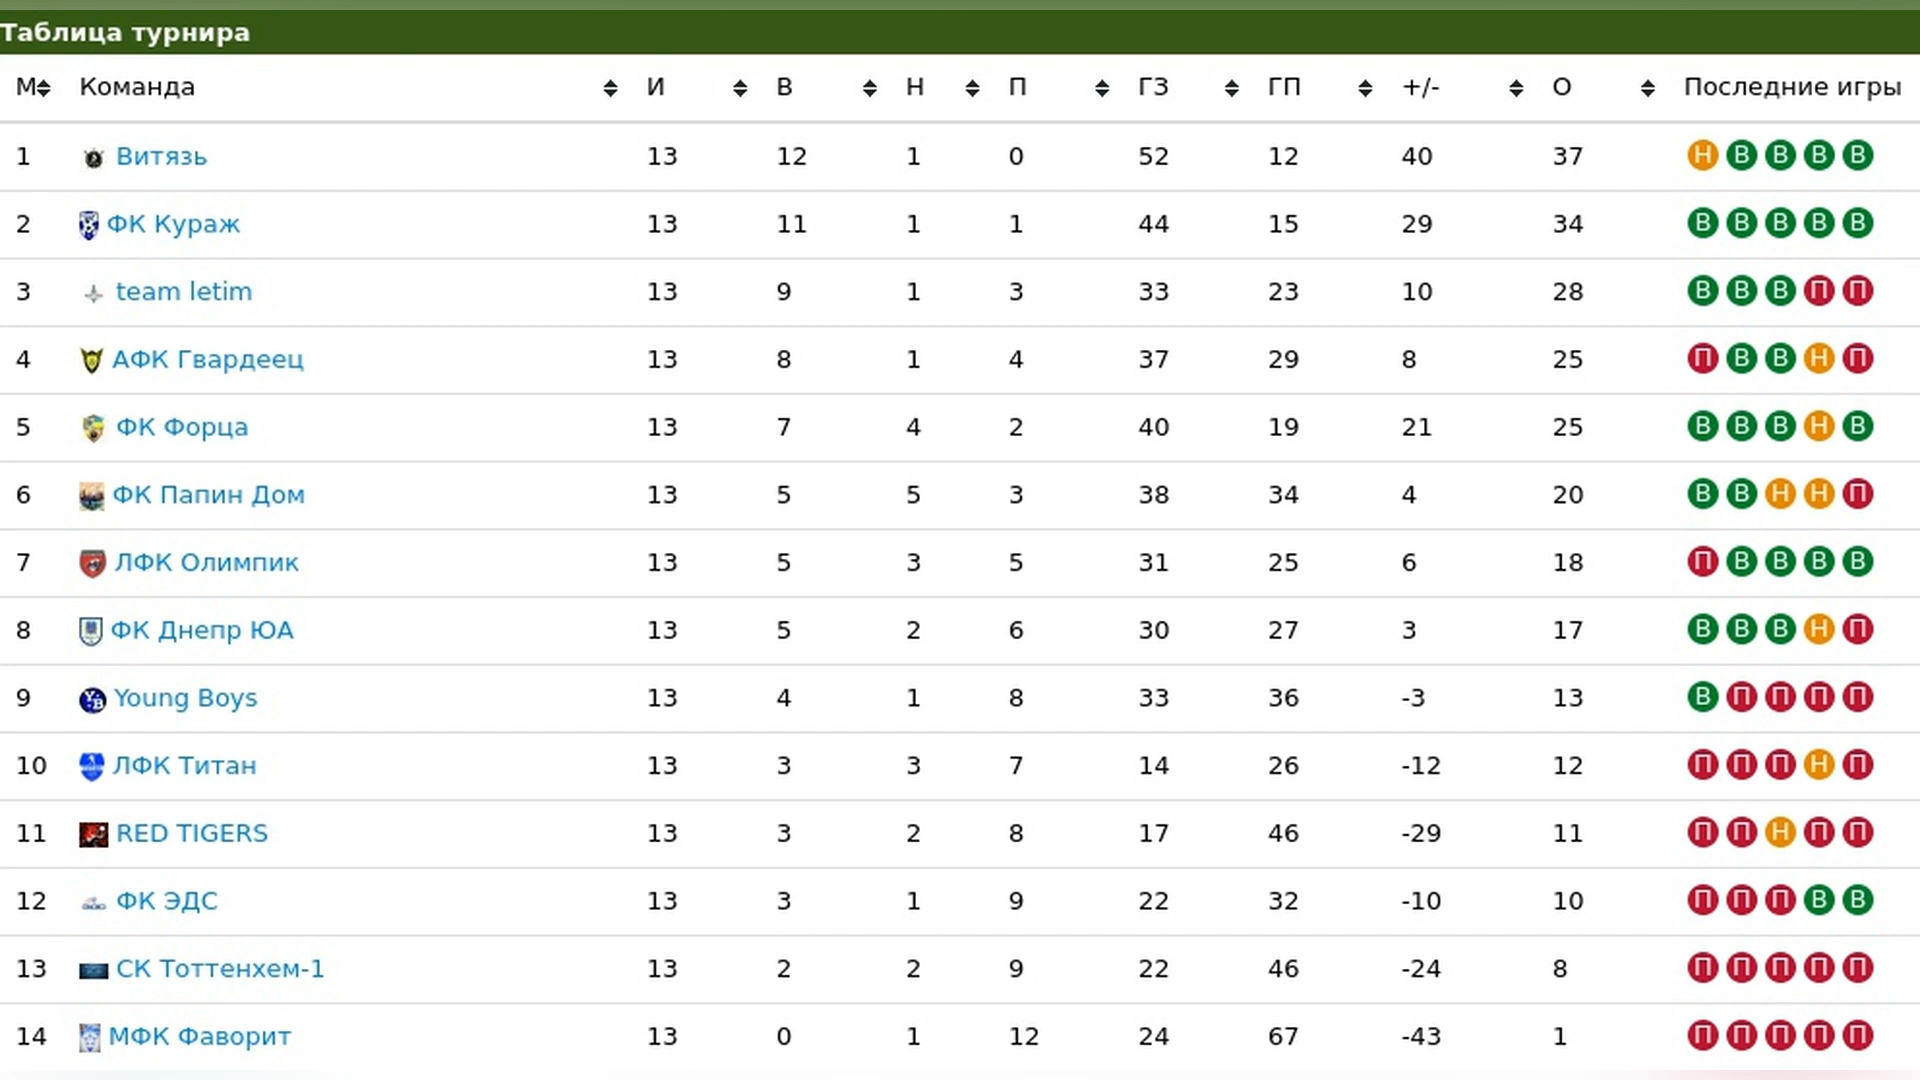 Таблица турнира
М Команда И В Н П ГЗ ГП +/- О Последние игры
1 Витязь 13 12 1 0 52 12 40 37 Н В В В В
2 ФК Кураж 13 11 1 1 44 15 29 34 В В В В В
3 team letim 13 9 1 3 33 23 10 28 В В В П П
4 АФК Гвардеец 13 8 1 4 37 29 8 25 П В В Н П
5 ФК Форца 13 7 4 2 40 19 21 25 В В В Н В
6 ФК Папин Дом 13 5 5 3 38 34 4 20 В В Н Н П
7 ЛФК Олимпик 13 5 3 5 31 25 6 18 П В В В В
8 ФК Днепр ЮА 13 5 2 6 30 27 3 17 В В В Н П
9 Young Boys 13 4 1 8 33 36 -3 13 В П П П П
10 ЛФК Титан 13 3 3 7 14 26 -12 12 П П П Н П
11 RED TIGERS 13 3 2 8 17 46 -29 11 П П Н П П
12 ФК ЭДС 13 3 1 9 22 32 -10 10 П П П В В
13 СК Тоттенхем-1 13 2 2 9 22 46 -24 8 П П П П П
14 МФК Фаворит 13 0 1 12 24 67 -43 1 П П П П П